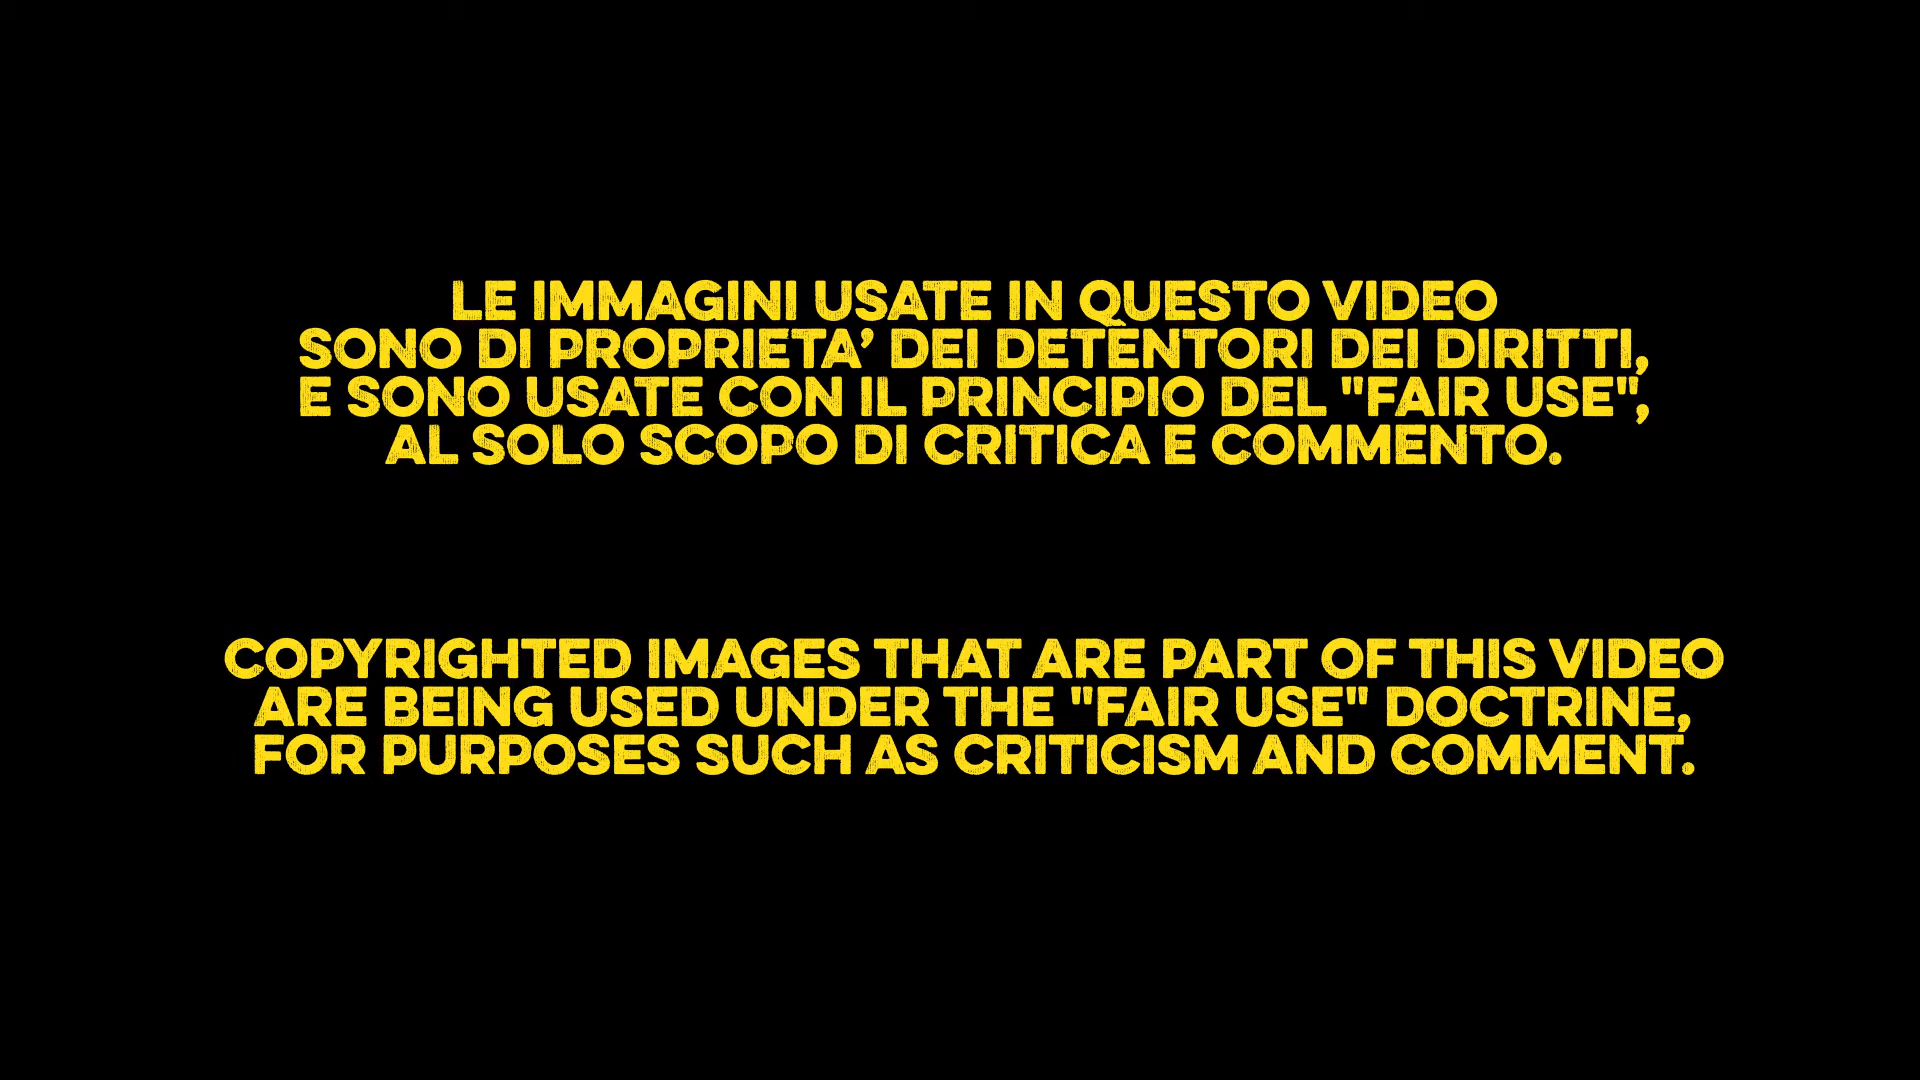 LE IMMAGINI USATE IN QUESTO VIDEO
SONO DI PROPRIETA’ DEI DETENTORI DEI DIRITTI,
E SONO USATE CON IL PRINCIPIO DEL "FAIR USE",
AL SOLO SCOPO DI CRITICA E COMMENTO.
COPYRIGHTED IMAGES THAT ARE PART OF THIS VIDEO
ARE BEING USED UNDER THE "FAIR USE" DOCTRINE,
FOR PURPOSES SUCH AS CRITICISM AND COMMENT.